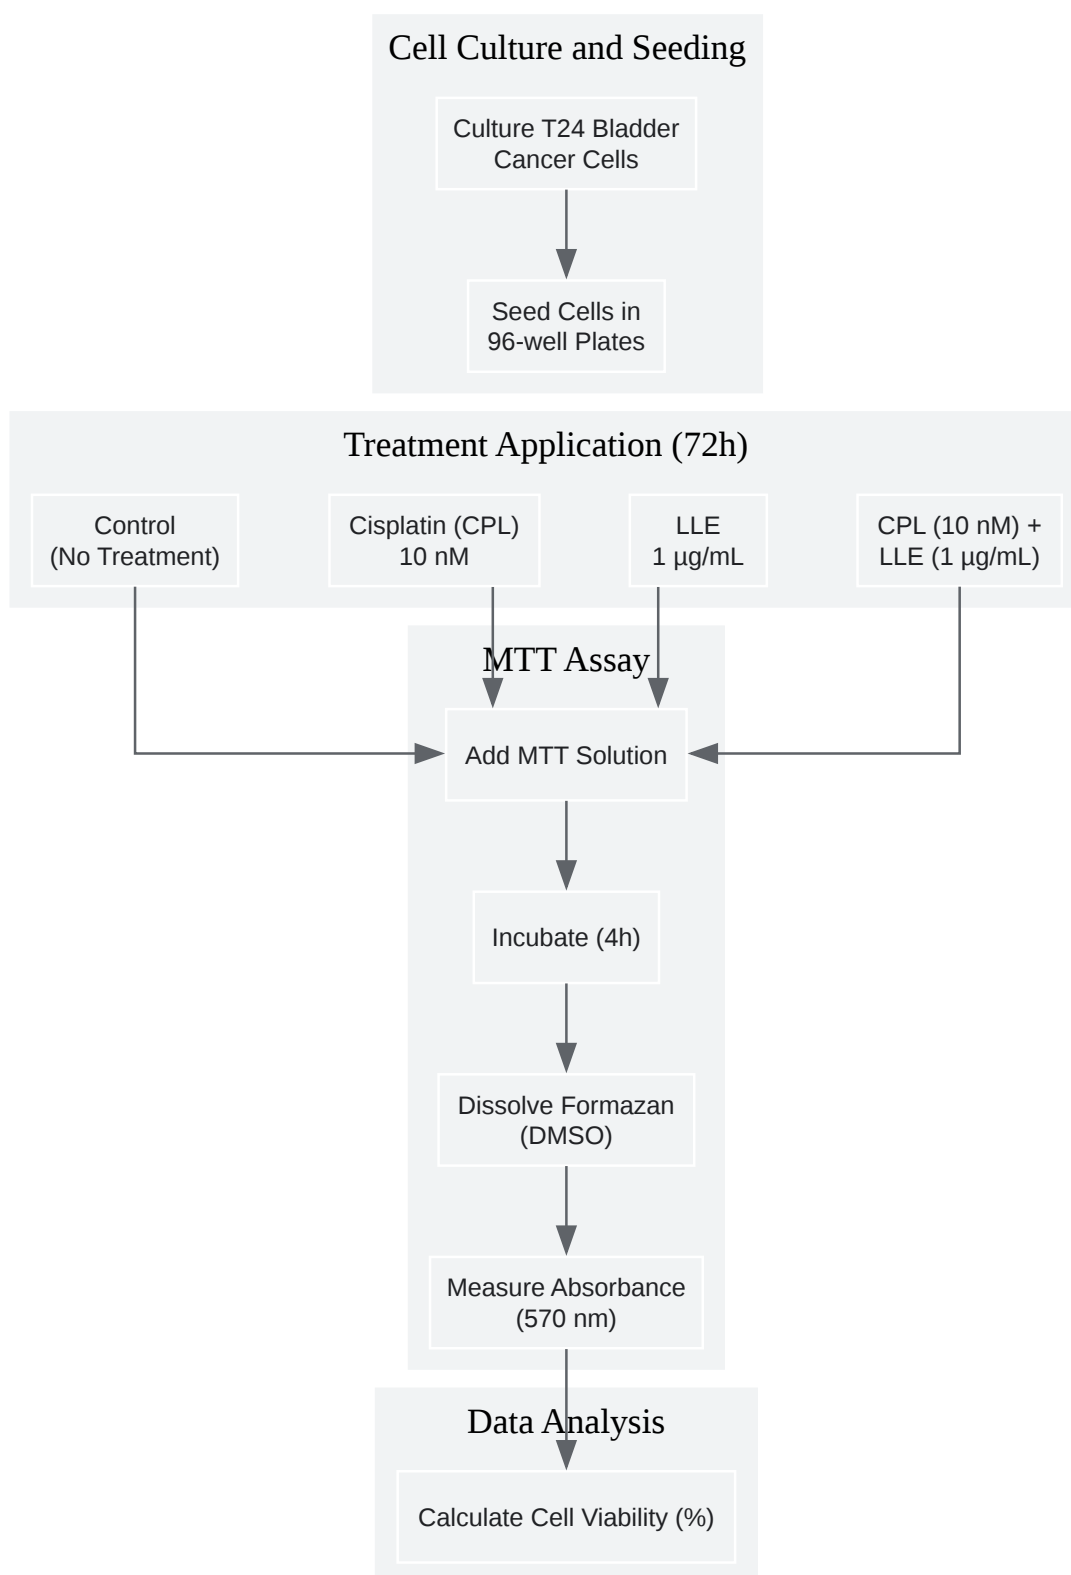 Cell Culture and Seeding
Culture T24 Bladder
Cancer Cells
Seed Cells in
96-well Plates
Treatment Application (72h)
Control
(No Treatment)
Cisplatin (CPL)
10 nM
LLE
1 µg/mL
CPL (10 nM) +
LLE (1 µg/mL)
MTT Assay
Add MTT Solution
Incubate (4h)
Dissolve Formazan
(DMSO)
Measure Absorbance
(570 nm)
Data Analysis
Calculate Cell Viability (%)